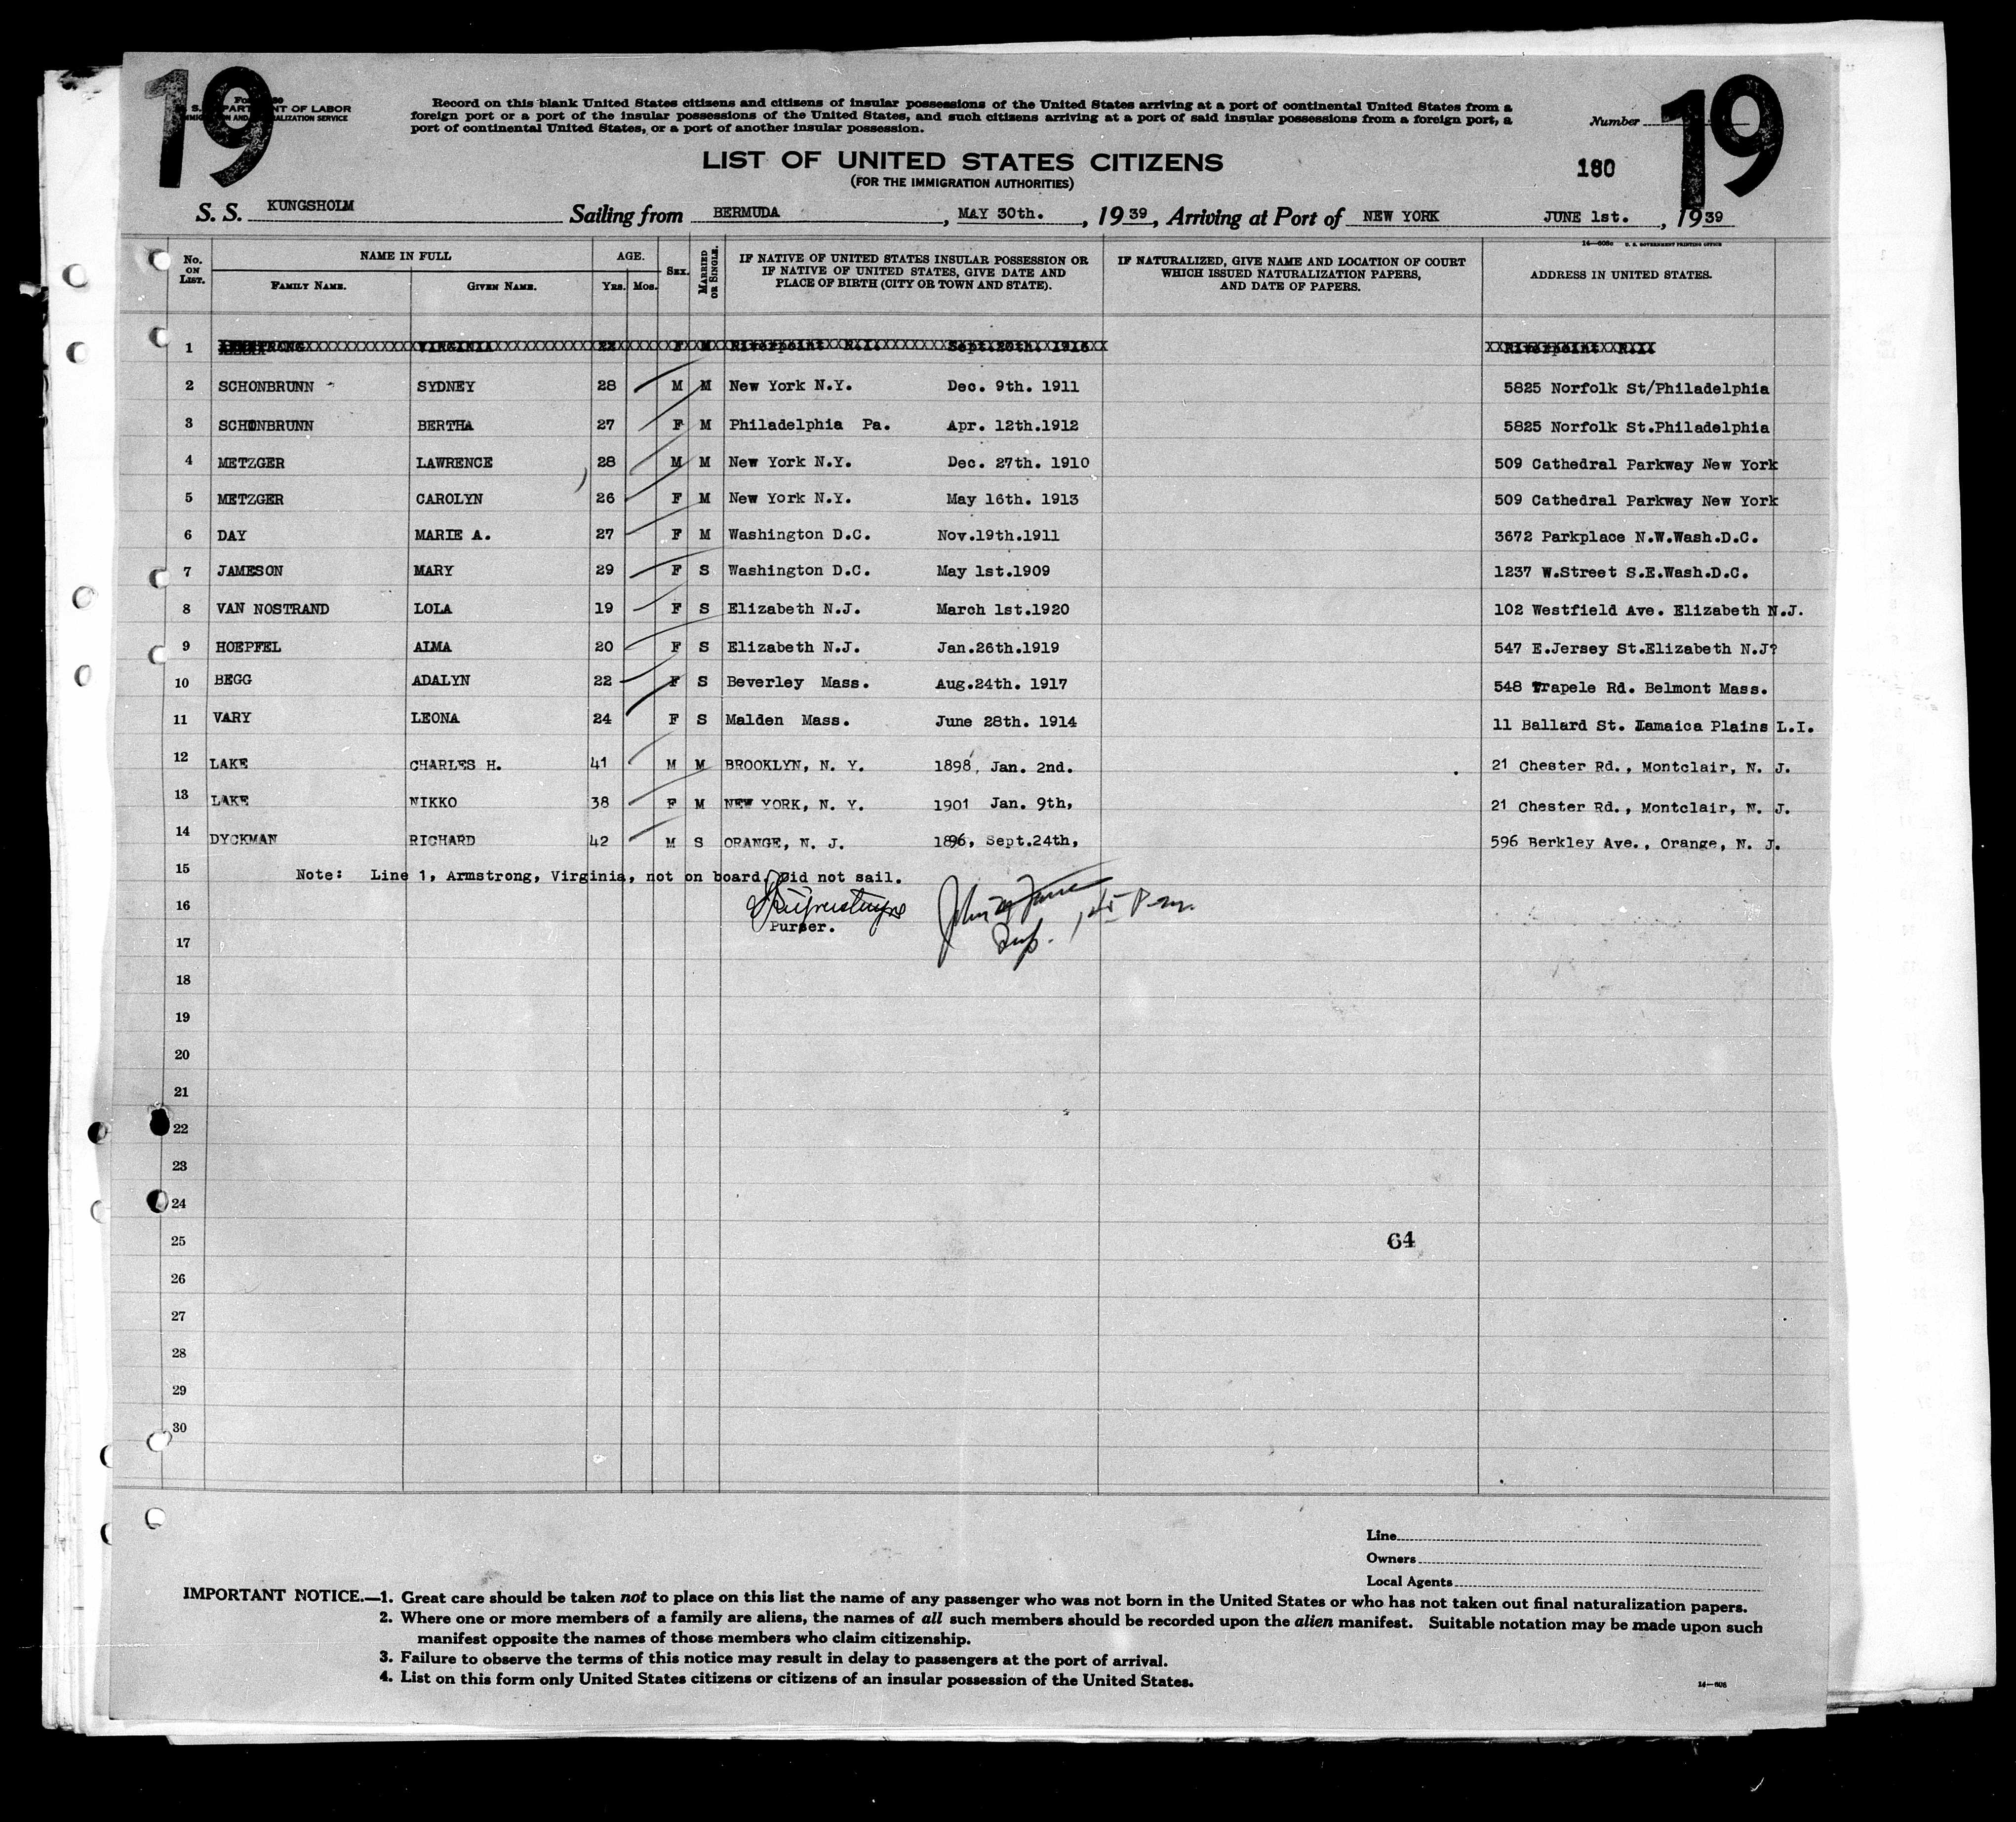 19
19
Form 630
U. S. DEPARTMENT OF LABOR
IMMIGRATION AND NATURALIZATION SERVICE
Record on this blank United States citizens and citizens of insular possessions of the United States arriving at a port of continental United States from a
foreign port or a port of the insular possessions of the United States, and such citizens arriving at a port of said insular possessions from a foreign port, a
port of continental United States, or a port of another insular possession.
Number
LIST OF UNITED STATES CITIZENS
(FOR THE IMMIGRATION AUTHORITIES)
180
S. S. KUNGSHOLM Sailing from BERMUDA, MAY 30th., 1939, Arriving at Port of NEW YORK JUNE 1st., 1939
14—608c U. S. GOVERNMENT PRINTING OFFICE
No. ON LIST. NAME IN FULL FAMILY NAME. GIVEN NAME. AGE. Yrs. Mos. SEX. MARRIED OR SINGLE. IF NATIVE OF UNITED STATES INSULAR POSSESSION OR IF NATIVE OF UNITED STATES, GIVE DATE AND PLACE OF BIRTH (CITY OR TOWN AND STATE). IF NATURALIZED, GIVE NAME AND LOCATION OF COURT WHICH ISSUED NATURALIZATION PAPERS, AND DATE OF PAPERS. ADDRESS IN UNITED STATES.
1 ARMSTRONG VIRGINIA 22 F M Riverpoint R.I. Sept.20th. 1916 Riverpoint R.I.
2 SCHONBRUNN SYDNEY 28 M M New York N.Y. Dec. 9th. 1911 5825 Norfolk St/Philadelphia
3 SCHONBRUNN BERTHA 27 F M Philadelphia Pa. Apr. 12th.1912 5825 Norfolk St.Philadelphia
4 METZGER LAWRENCE 28 M M New York N.Y. Dec. 27th. 1910 509 Cathedral Parkway New York
5 METZGER CAROLYN 26 F M New York N.Y. May 16th. 1913 509 Cathedral Parkway New York
6 DAY MARIE A. 27 F M Washington D.C. Nov.19th.1911 3672 Parkplace N.W.Wash.D.C.
7 JAMESON MARY 29 F S Washington D.C. May 1st.1909 1237 W.Street S.E.Wash.D.C.
8 VAN NOSTRAND LOLA 19 F S Elizabeth N.J. March 1st.1920 102 Westfield Ave. Elizabeth N.J.
9 HOEPFEL ALMA 20 F S Elizabeth N.J. Jan.26th.1919 547 E.Jersey St.Elizabeth N.J?
10 BEGG ADALYN 22 F S Beverley Mass. Aug.24th. 1917 548 Trapele Rd. Belmont Mass.
11 VARY LEONA 24 F S Malden Mass. June 28th. 1914 11 Ballard St. Jamaica Plains L.I.
12 LAKE CHARLES H. 41 M M BROOKLYN, N. Y. 1898, Jan. 2nd. 21 Chester Rd., Montclair, N. J.
13 LAKE NIKKO 38 F M NEW YORK, N. Y. 1901 Jan. 9th, 21 Chester Rd., Montclair, N. J.
14 DYCKMAN RICHARD 42 M S ORANGE, N. J. 1896, Sept.24th, 596 Berkley Ave., Orange, N. J.
15 Note: Line 1, Armstrong, Virginia, not on board. Did not sail.
16
Purser.
17
18
19
20
21
22
23
24
25
64
26
27
28
29
30
Line
Owners
Local Agents
IMPORTANT NOTICE.—1. Great care should be taken not to place on this list the name of any passenger who was not born in the United States or who has not taken out final naturalization papers.
2. Where one or more members of a family are aliens, the names of all such members should be recorded upon the alien manifest. Suitable notation may be made upon such
manifest opposite the names of those members who claim citizenship.
3. Failure to observe the terms of this notice may result in delay to passengers at the port of arrival.
4. List on this form only United States citizens or citizens of an insular possession of the United States.
14—608